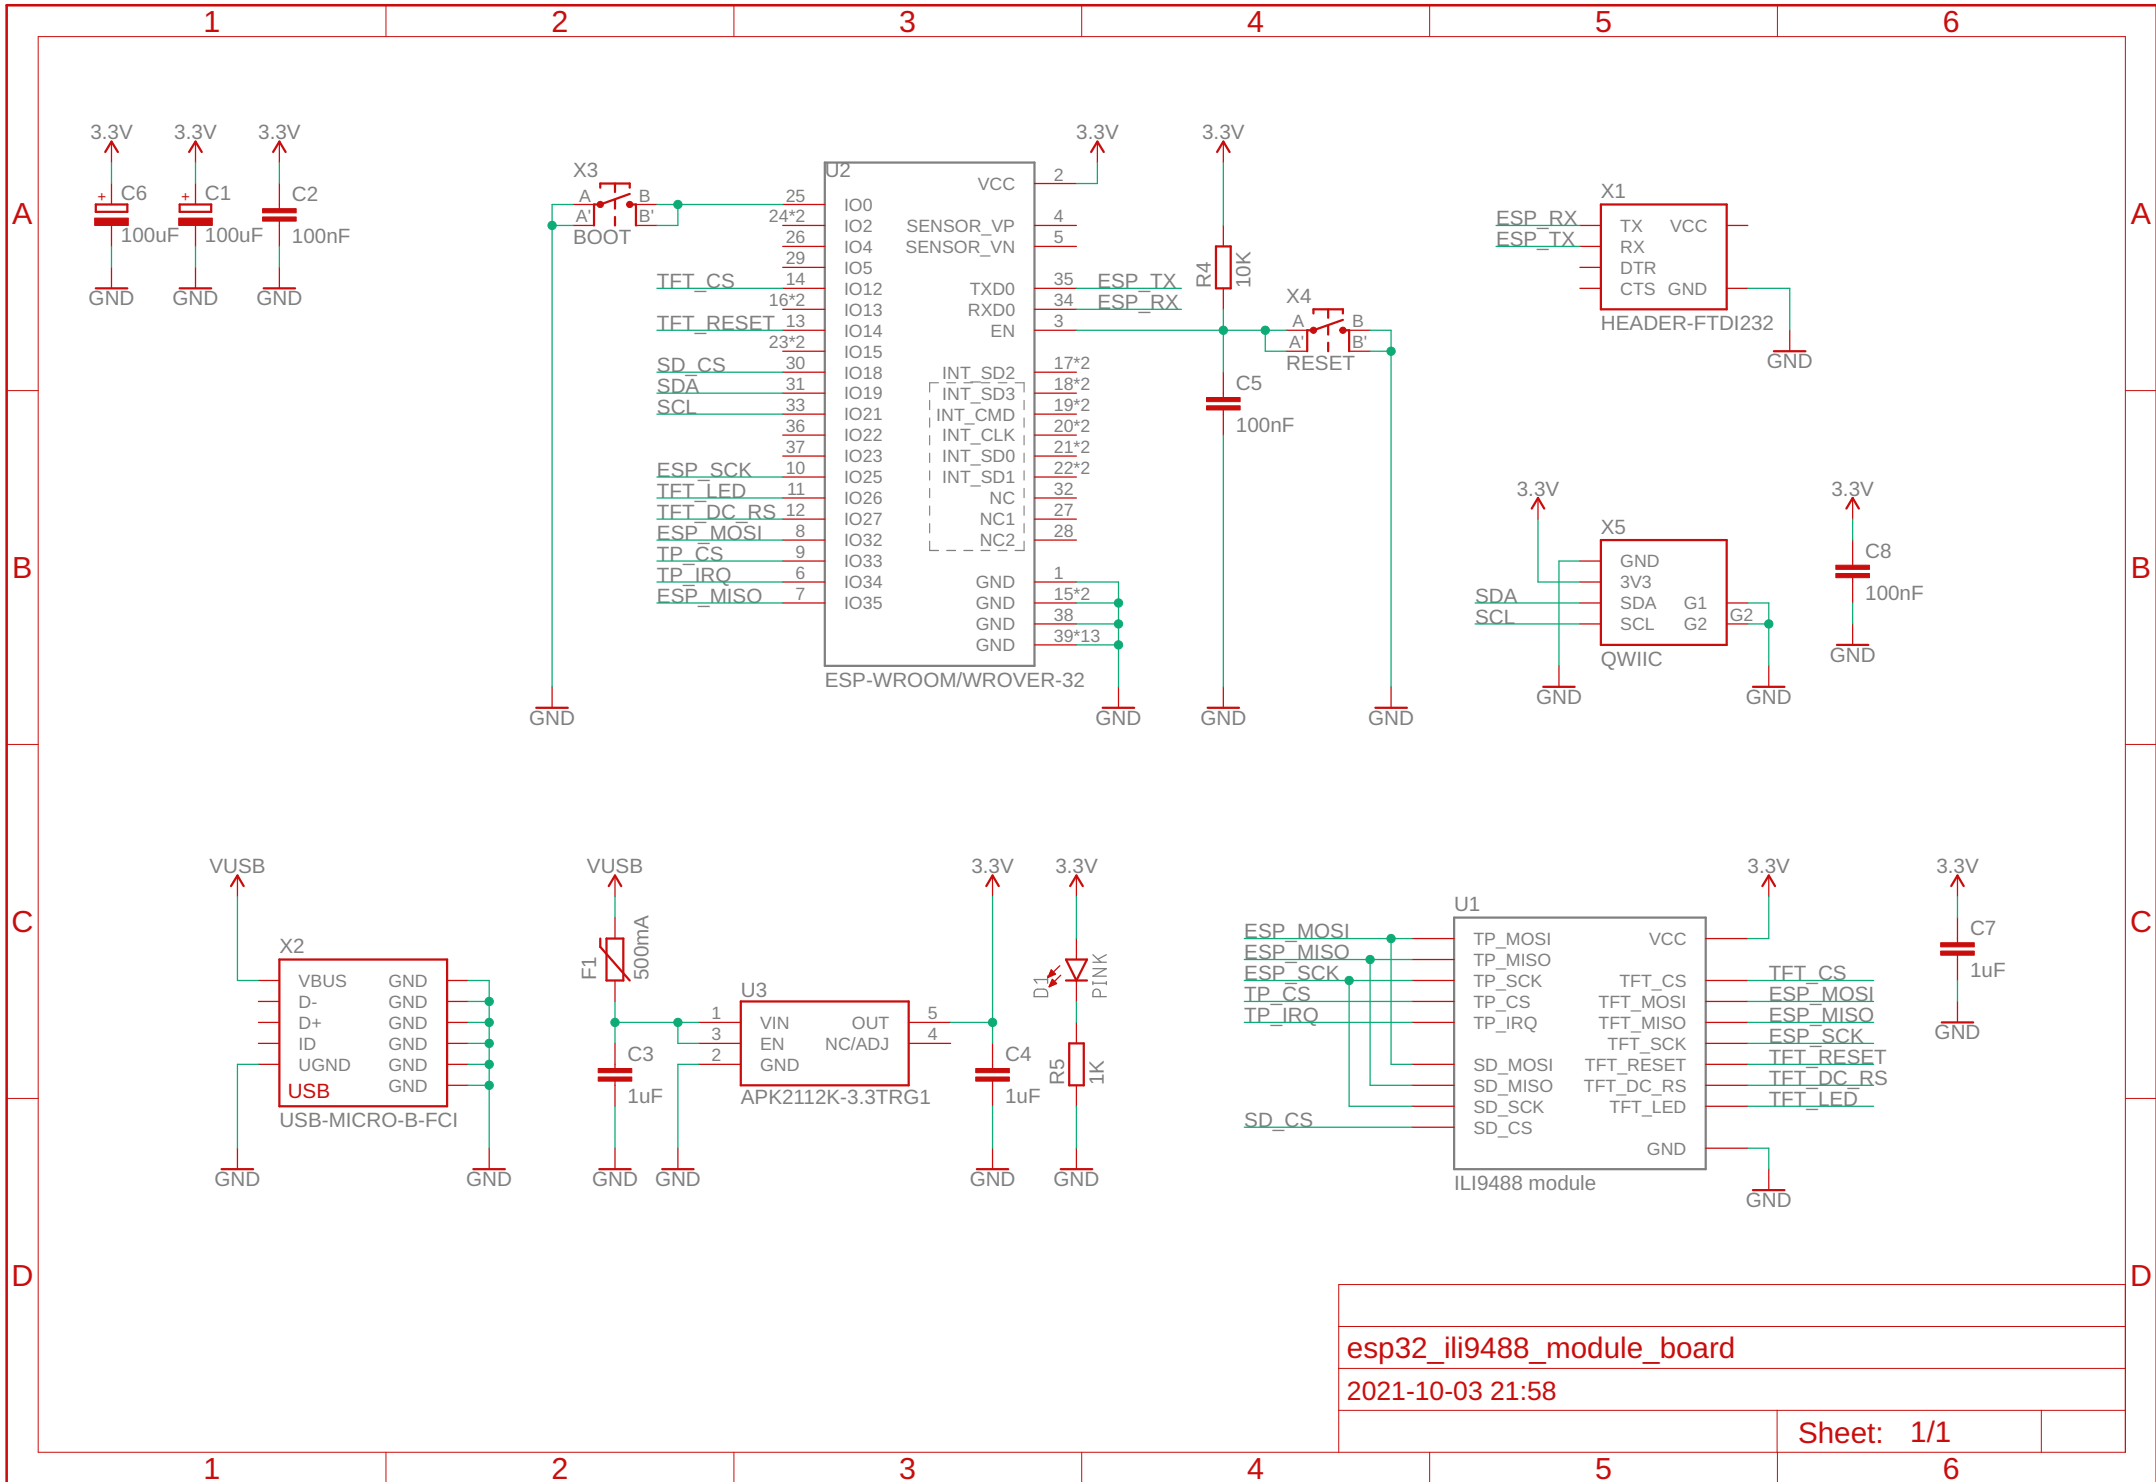 1 2 3 4 5 6
A
A
B
B
C
C
D
D
1 2 3 4 5 6
3.3V 3.3V 3.3V
+ C6 + C1 C2
100uF 100uF 100nF
GND GND GND
X3
A B
A' B'
BOOT
GND
U2
25 IO0
24*2 IO2
26 IO4
29 IO5
TFT_CS 14 IO12
16*2 IO13
TFT_RESET 13 IO14
23*2 IO15
SD_CS 30 IO18
SDA 31 IO19
SCL 33 IO21
36 IO22
37 IO23
ESP_SCK 10 IO25
TFT_LED 11 IO26
TFT_DC_RS 12 IO27
ESP_MOSI 8 IO32
TP_CS 9 IO33
TP_IRQ 6 IO34
ESP_MISO 7 IO35
3.3V
VCC 2
SENSOR_VP 4
SENSOR_VN 5
TXD0 35 ESP_TX
RXD0 34 ESP_RX
EN 3
INT_SD2 17*2
INT_SD3 18*2
INT_CMD 19*2
INT_CLK 20*2
INT_SD0 21*2
INT_SD1 22*2
NC 32
NC1 27
NC2 28
GND 1
GND 15*2
GND 38
GND 39*13
ESP-WROOM/WROVER-32
GND
3.3V
R4
10K
C5
100nF
GND
X4
A B
A' B'
RESET
GND
X1
ESP_RX TX VCC
ESP_TX RX
DTR
CTS GND
HEADER-FTDI232
GND
3.3V
X5
GND
3V3
SDA SDA G1
SCL SCL G2 G2
QWIIC
GND GND
3.3V
C8
100nF
GND
VUSB
X2
VBUS GND
D- GND
D+ GND
ID GND
UGND GND
USB GND
USB-MICRO-B-FCI
GND GND
VUSB
F1
500mA
C3
1uF
GND GND
U3
1 VIN OUT 5
3 EN NC/ADJ 4
2 GND
APK2112K-3.3TRG1
3.3V
C4
1uF
GND
3.3V
D1
PINK
R5
1K
GND
U1
ESP_MOSI TP_MOSI
ESP_MISO TP_MISO
ESP_SCK TP_SCK
TP_CS TP_CS
TP_IRQ TP_IRQ
SD_MOSI
SD_MISO
SD_SCK
SD_CS SD_CS
3.3V
VCC
TFT_CS TFT_CS
TFT_MOSI ESP_MOSI
TFT_MISO ESP_MISO
TFT_SCK ESP_SCK
TFT_RESET TFT_RESET
TFT_DC_RS TFT_DC_RS
TFT_LED TFT_LED
GND
ILI9488 module
GND
3.3V
C7
1uF
GND
esp32_ili9488_module_board
2021-10-03 21:58
Sheet: 1/1